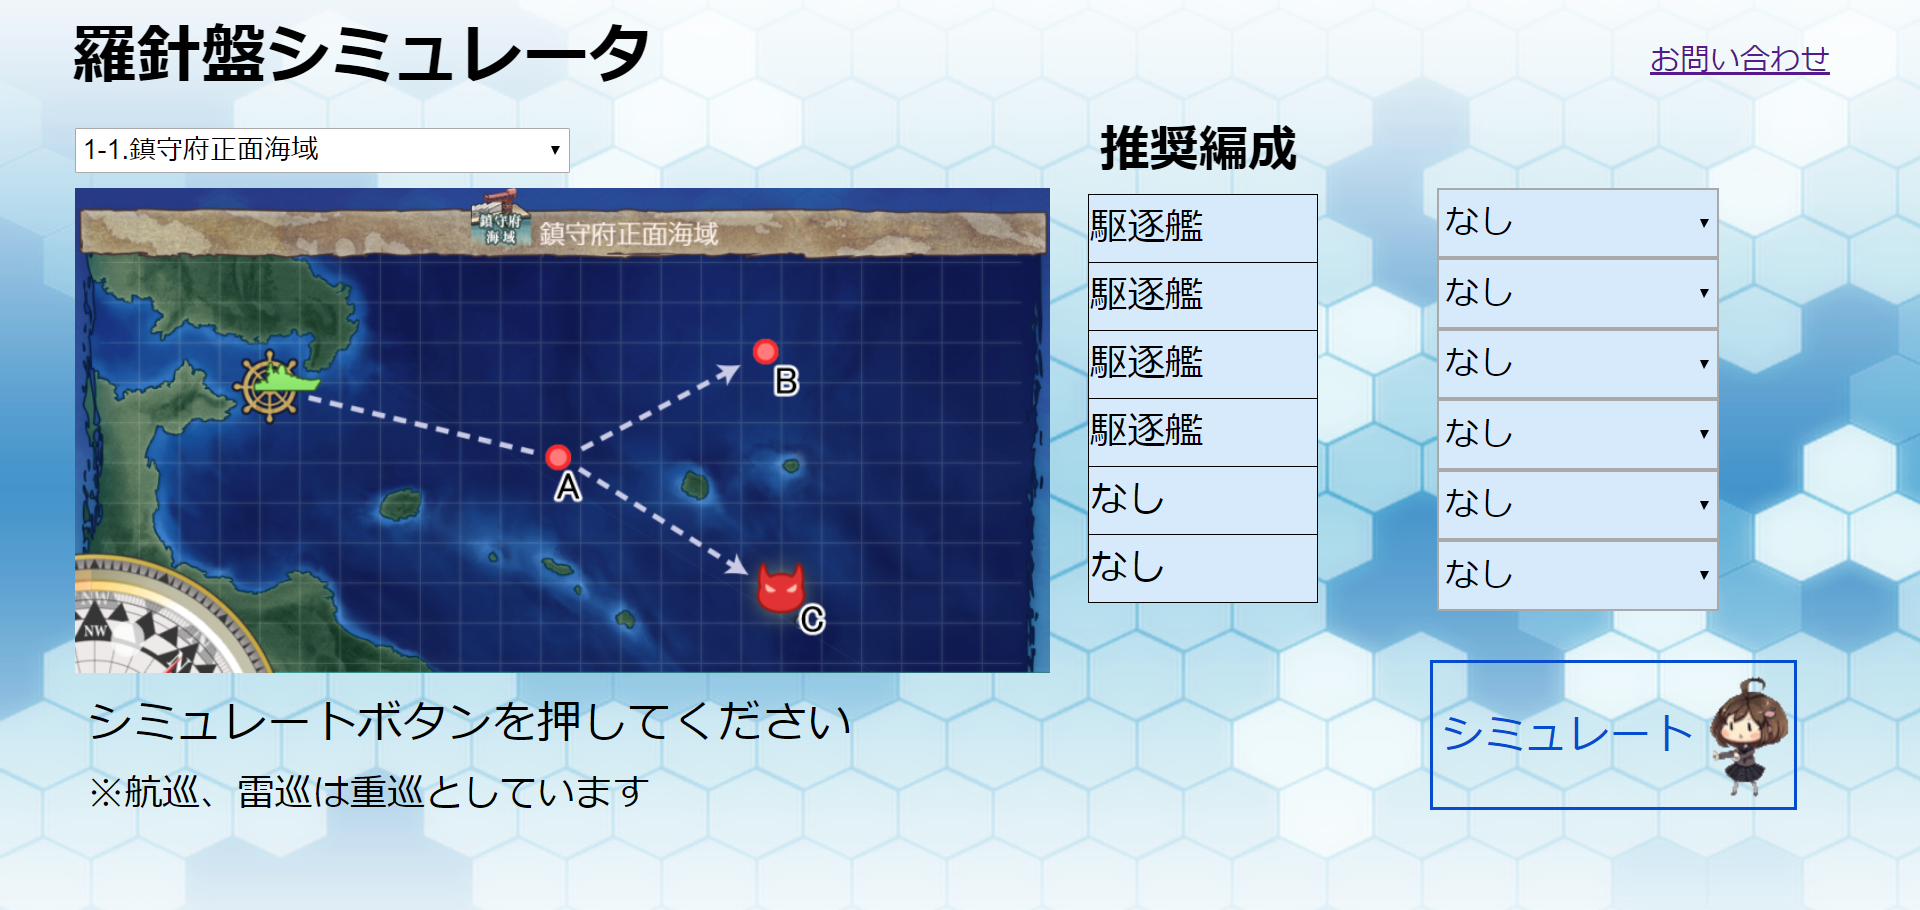 羅針盤シミュレータ
お問い合わせ
1-1.鎮守府正面海域
推奨編成
鎮守府
海域
鎮守府正面海域
A
B
C
NW
N
駆逐艦
駆逐艦
駆逐艦
駆逐艦
なし
なし
なし
なし
なし
なし
なし
なし
シミュレートボタンを押してください
※航巡、雷巡は重巡としています
シミュレート